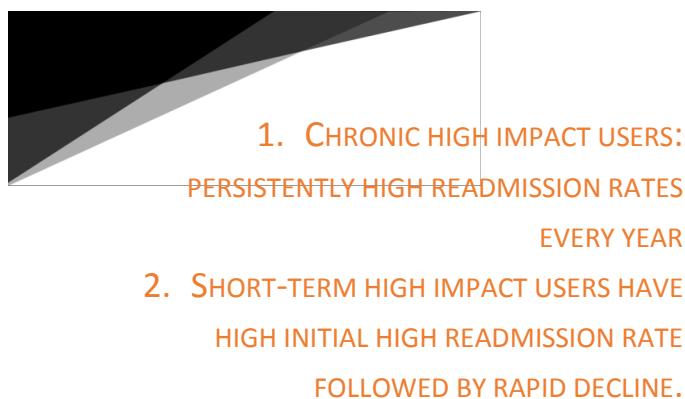 1. CHRONIC HIGH IMPACT USERS:
PERSISTENTLY HIGH READMISSION RATES
EVERY YEAR
2. SHORT-TERM HIGH IMPACT USERS HAVE
HIGH INITIAL HIGH READMISSION RATE
FOLLOWED BY RAPID DECLINE.